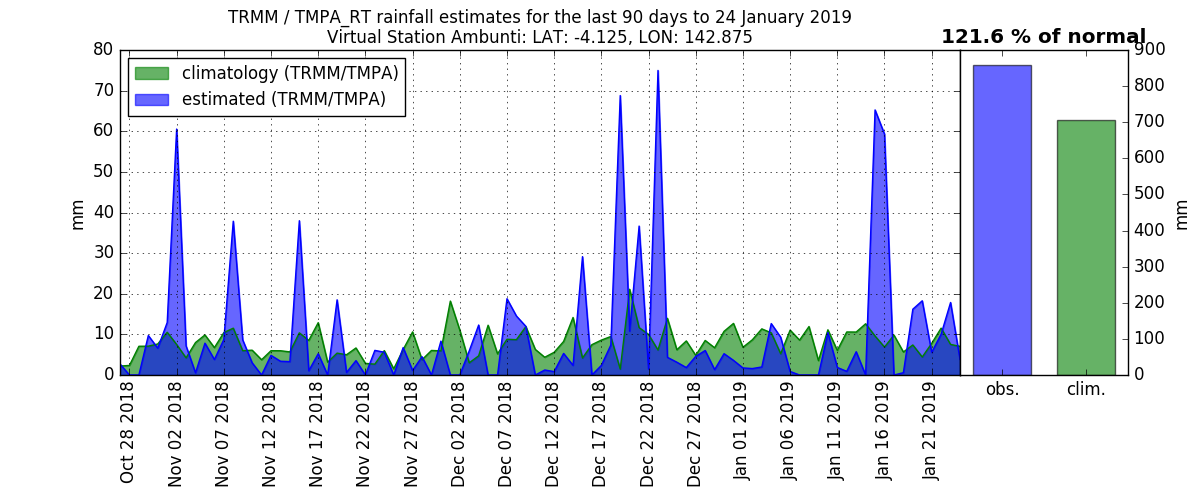 TRMM / TMPA_RT rainfall estimates for the last 90 days to 24 January 2019
Virtual Station Ambunti: LAT: -4.125, LON: 142.875
121.6 % of normal
climatology (TRMM/TMPA)
estimated (TRMM/TMPA)
mm
80
70
60
50
40
30
20
10
0
Oct 28 2018
Nov 02 2018
Nov 07 2018
Nov 12 2018
Nov 17 2018
Nov 22 2018
Nov 27 2018
Dec 02 2018
Dec 07 2018
Dec 12 2018
Dec 17 2018
Dec 22 2018
Dec 27 2018
Jan 01 2019
Jan 06 2019
Jan 11 2019
Jan 16 2019
Jan 21 2019
900
800
700
600
500
400
300
200
100
0
mm
obs.
clim.